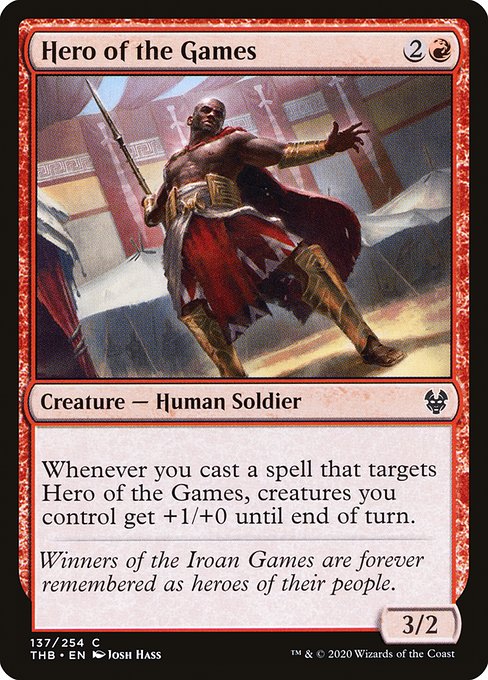 Hero of the Games 2
Creature — Human Soldier
Whenever you cast a spell that targets
Hero of the Games, creatures you
control get +1/+0 until end of turn.
Winners of the Iroan Games are forever
remembered as heroes of their people.
3/2
137/254 C
THB • EN Josh Hass
™ & © 2020 Wizards of the Coast